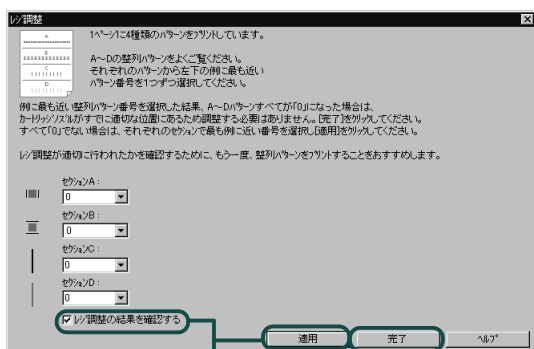 ﾚｼﾞ調整
A
B
C
D
1ﾍﾟｰｼﾞに4種類のﾊﾟﾀｰﾝをﾌﾟﾘﾝﾄしています。
A～Dの整列ﾊﾟﾀｰﾝをよくご覧ください。
それぞれのﾊﾟﾀｰﾝから左下の例に最も近い
ﾊﾟﾀｰﾝ番号を1つずつ選択してください。
例に最も近い整列ﾊﾟﾀｰﾝ番号を選択した結果、A～Dﾊﾟﾀｰﾝすべてが｢0｣になった場合は、
ｶｰﾄﾘｯｼﾞﾉｽﾞﾙがすでに適切な位置にあるため調整する必要はありません。[完了]をｸﾘｯｸしてください。
すべて｢0｣でない場合は、それぞれのｾｸｼｮﾝで最も例に近い番号を選択し、[適用]をｸﾘｯｸしてください。
ﾚｼﾞ調整が適切に行われたかを確認するために、もう一度、整列ﾊﾟﾀｰﾝをﾌﾟﾘﾝﾄすることをおすすめします。
ｾｸｼｮﾝA :
0
ｾｸｼｮﾝB :
0
ｾｸｼｮﾝC :
0
ｾｸｼｮﾝD :
0
ﾚｼﾞ調整の結果を確認する
適用 完了 ﾍﾙﾌﾟ